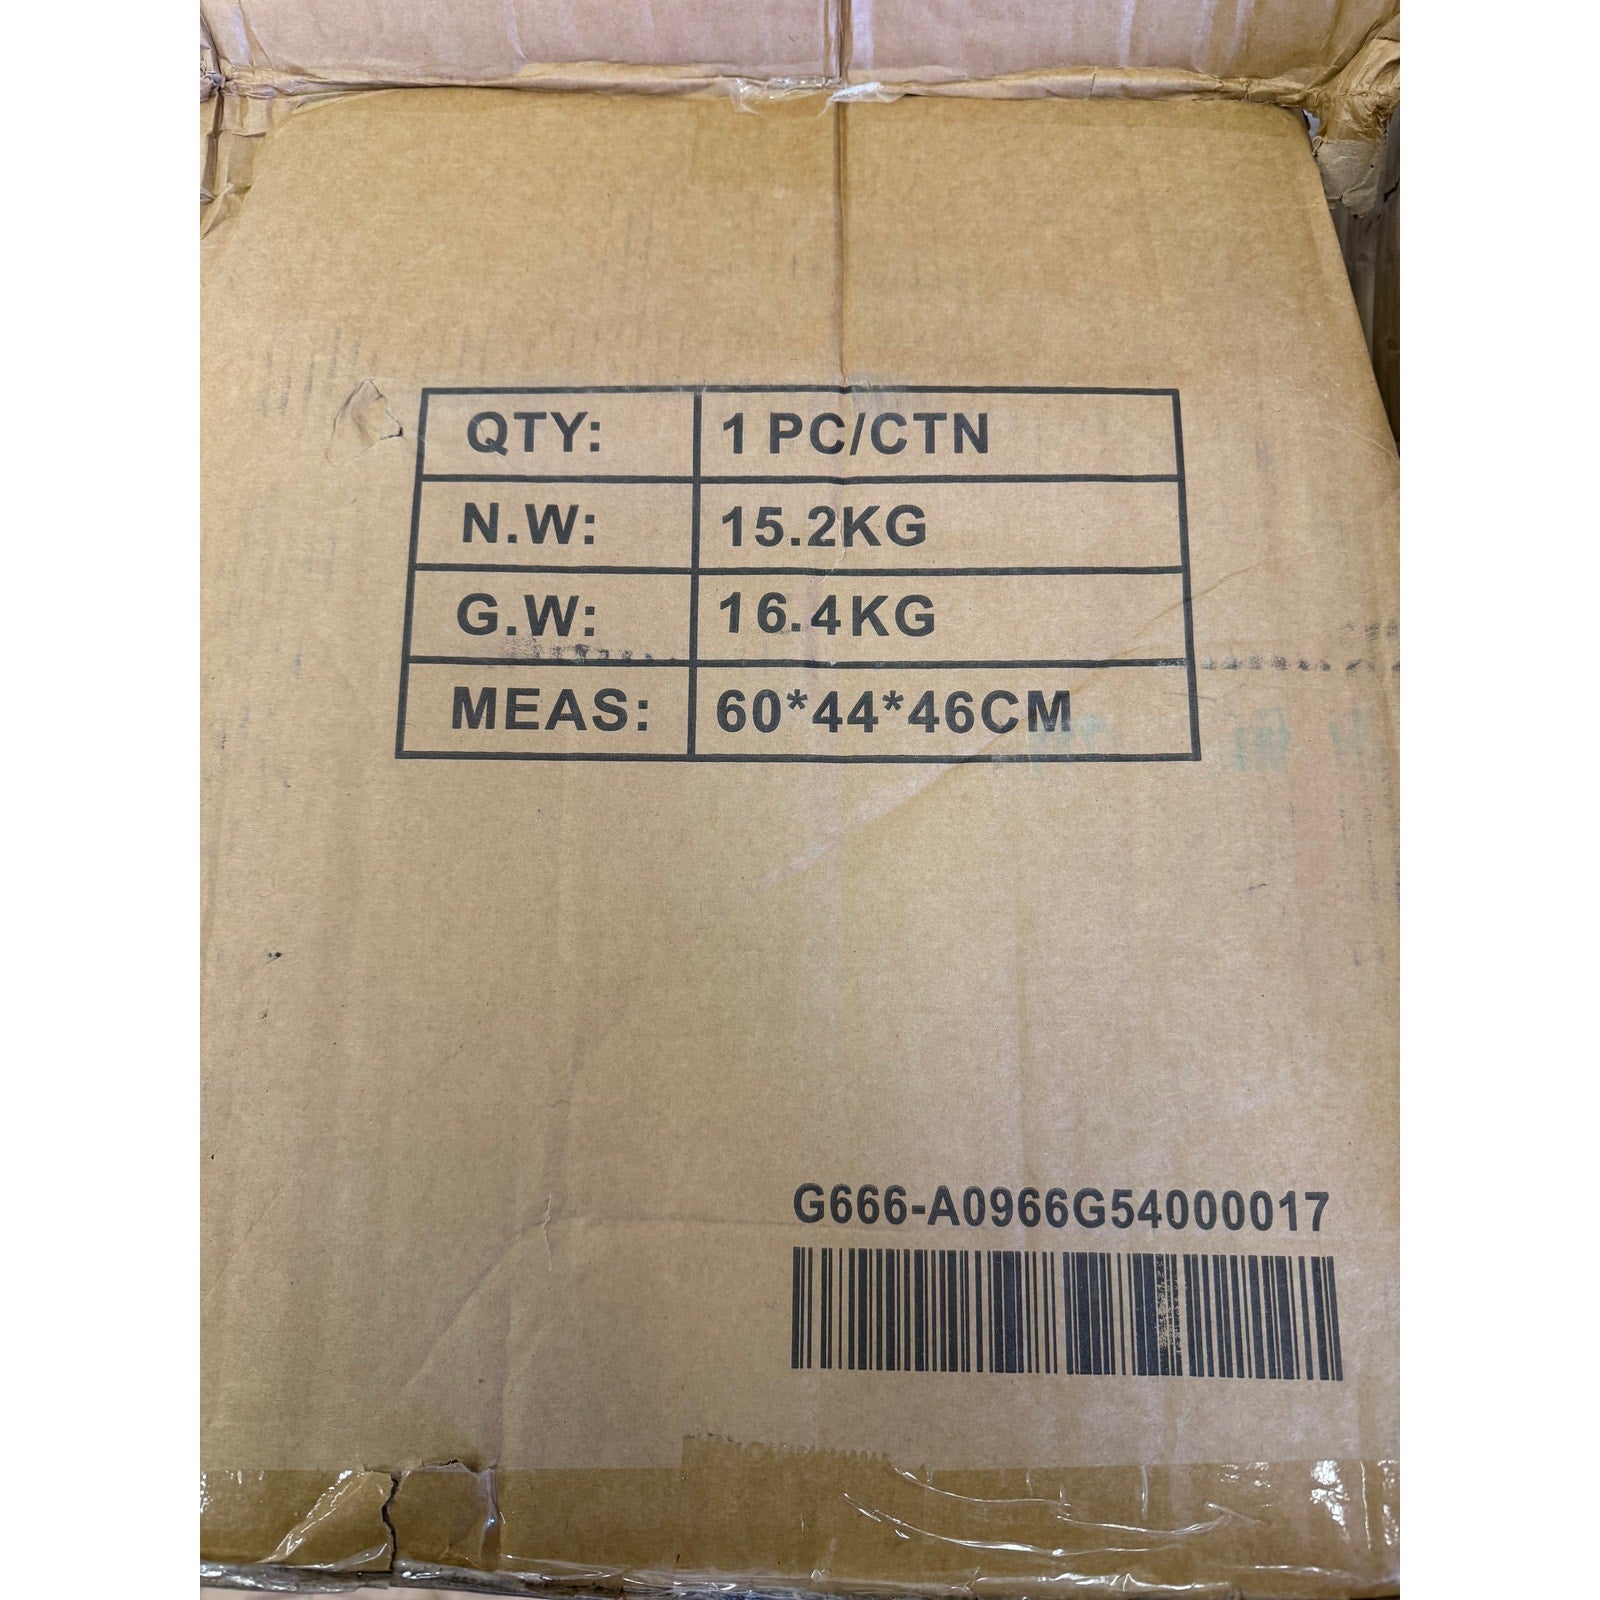 QTY: 1 PC/CTN
N.W: 15.2KG
G.W: 16.4KG
MEAS: 60*44*46CM
G666-A0966G54000017